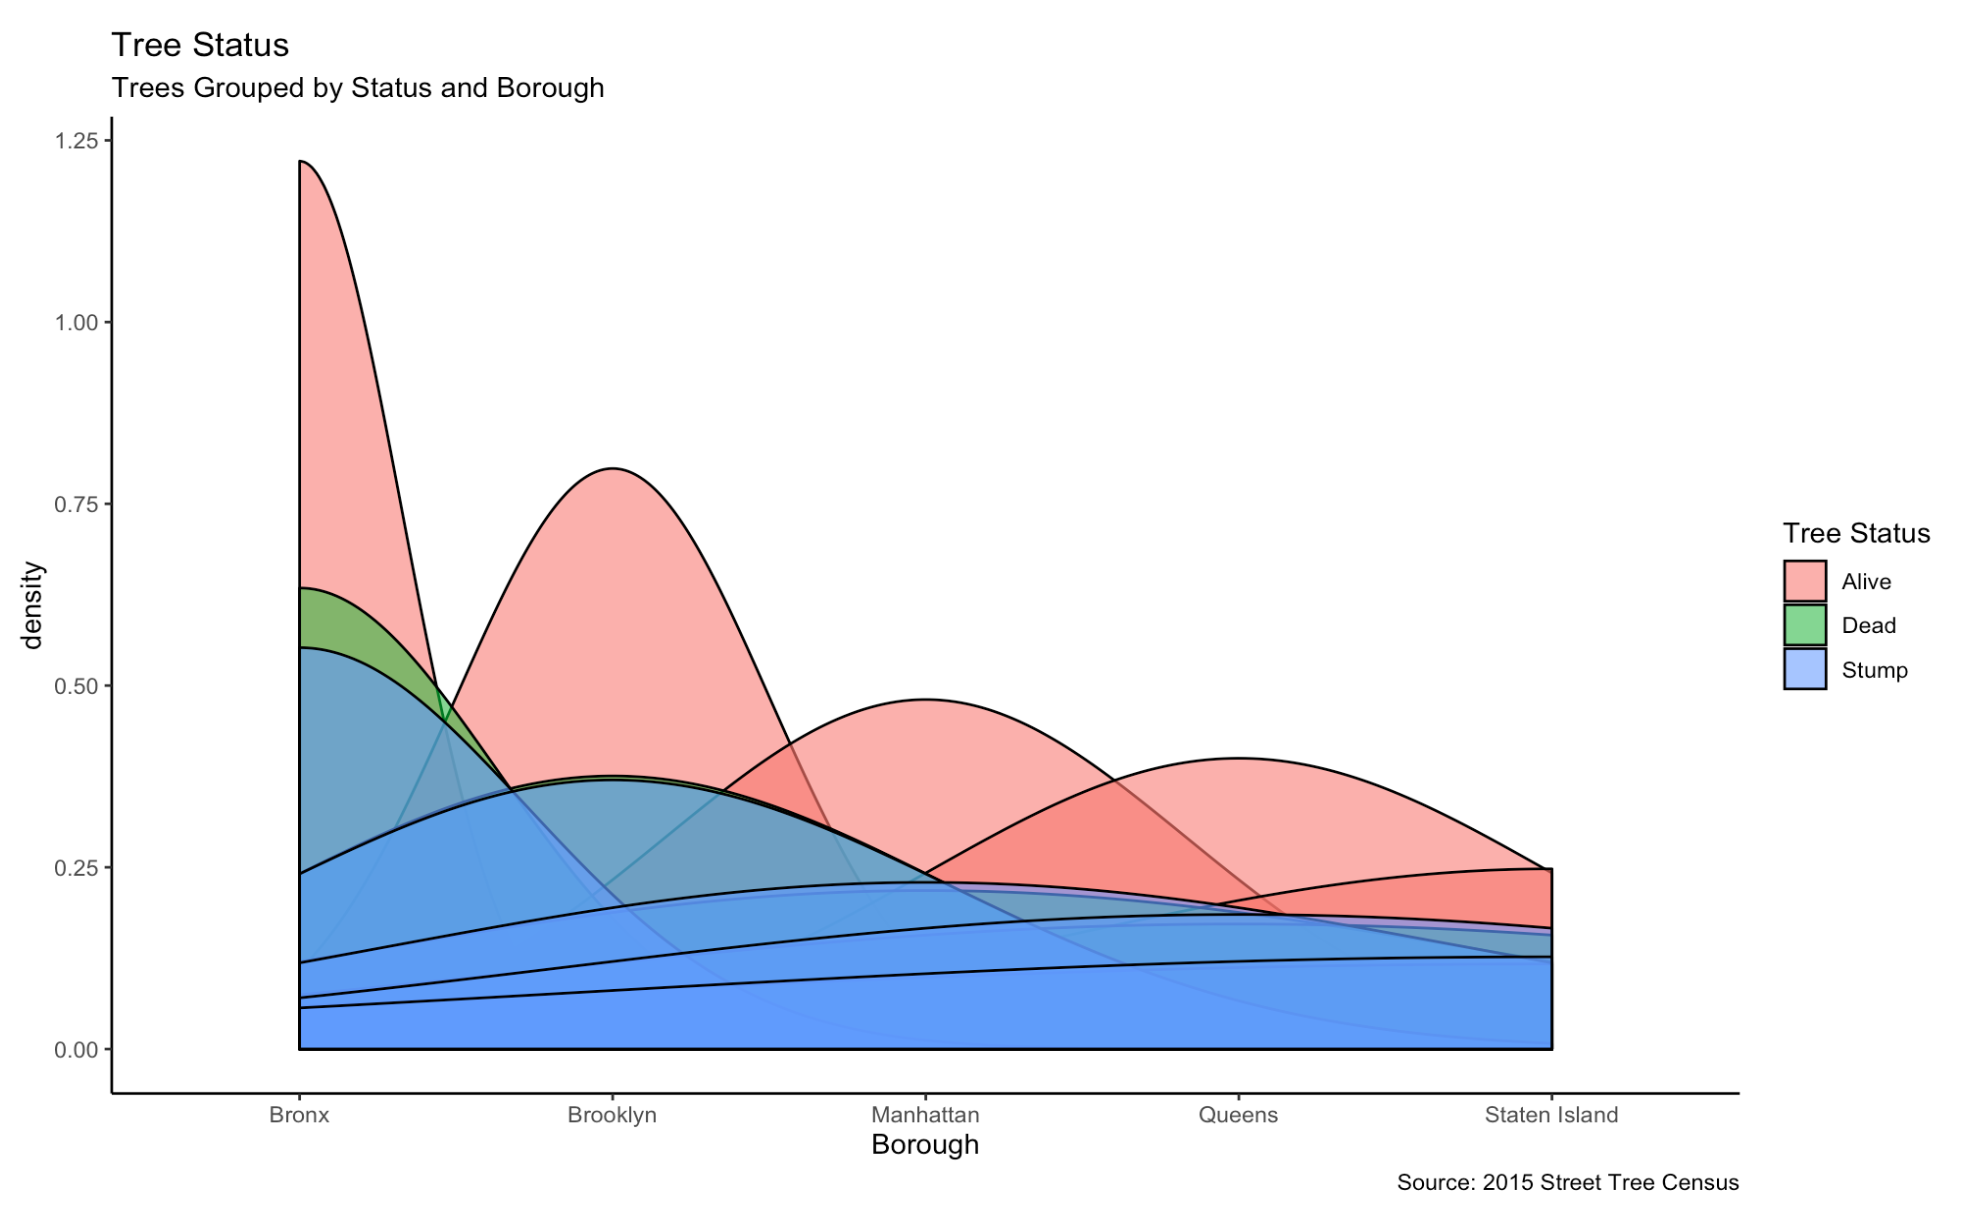 Tree Status
Trees Grouped by Status and Borough
1.25
1.00
0.75
0.50
0.25
0.00
density
Bronx Brooklyn Manhattan Queens Staten Island
Borough
Tree Status
Alive
Dead
Stump
Source: 2015 Street Tree Census